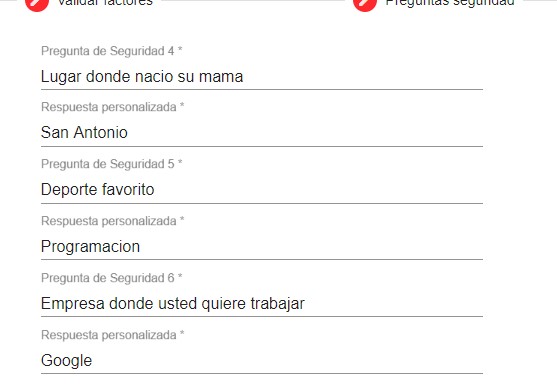 Validar factores
Preguntas seguridad
Pregunta de Seguridad 4 *
Lugar donde nacio su mama
Respuesta personalizada *
San Antonio
Pregunta de Seguridad 5 *
Deporte favorito
Respuesta personalizada *
Programacion
Pregunta de Seguridad 6 *
Empresa donde usted quiere trabajar
Respuesta personalizada *
Google